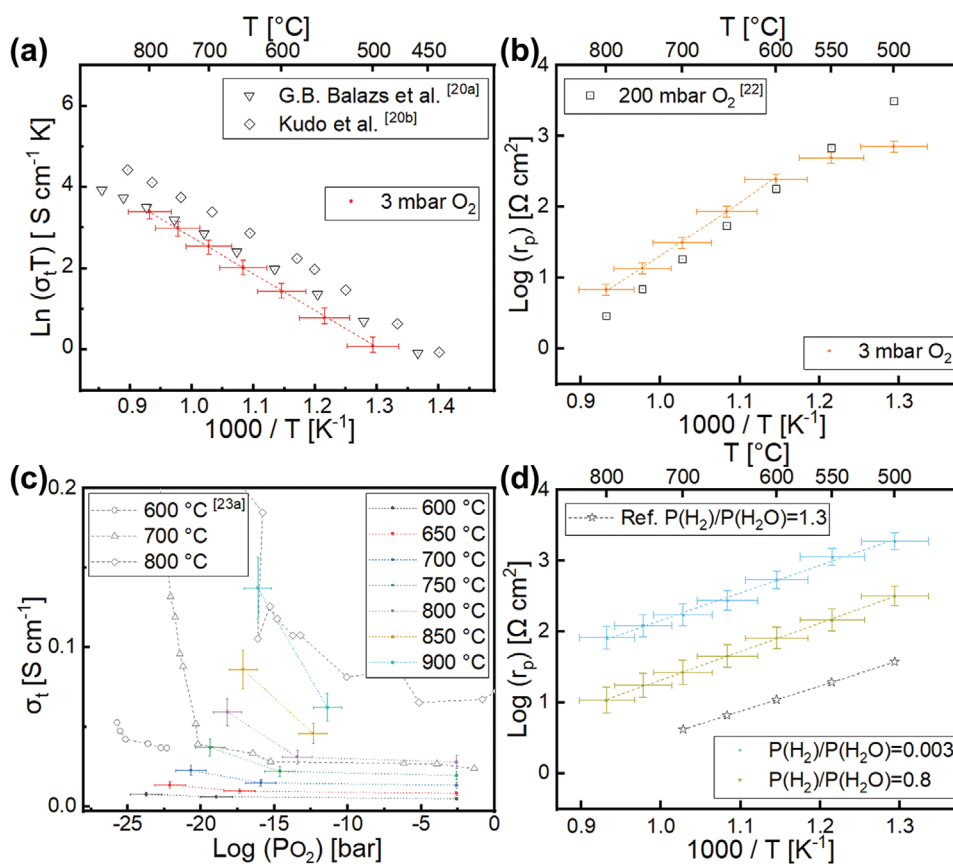 (a)
T [°C]
800 700 600 500 450
G.B. Balazs et al. [20a]
Kudo et al. [20b]
3 mbar O2
Ln (σtT) [ S cm-1 K]
6
4
2
0
0.9 1.0 1.1 1.2 1.3 1.4
1000 / T [K-1]
(b)
T [°C]
800 700 600 550 500
200 mbar O2 [22]
3 mbar O2
Log (rp) [Ω cm2]
4
3
2
1
0
0.9 1.0 1.1 1.2 1.3
1000 / T [K-1]
(c)
600 °C [23a]
700 °C
800 °C
600 °C
650 °C
700 °C
750 °C
800 °C
850 °C
900 °C
σt [S cm-1]
0.2
0.1
0.0
-25 -20 -15 -10 -5 0
Log (PO2) [bar]
(d)
T [°C]
800 700 600 550 500
Ref. P(H2)/P(H2O)=1.3
P(H2)/P(H2O)=0.003
P(H2)/P(H2O)=0.8
Log (rp) [Ω cm2]
4
3
2
1
0
0.9 1.0 1.1 1.2 1.3
1000 / T [K-1]